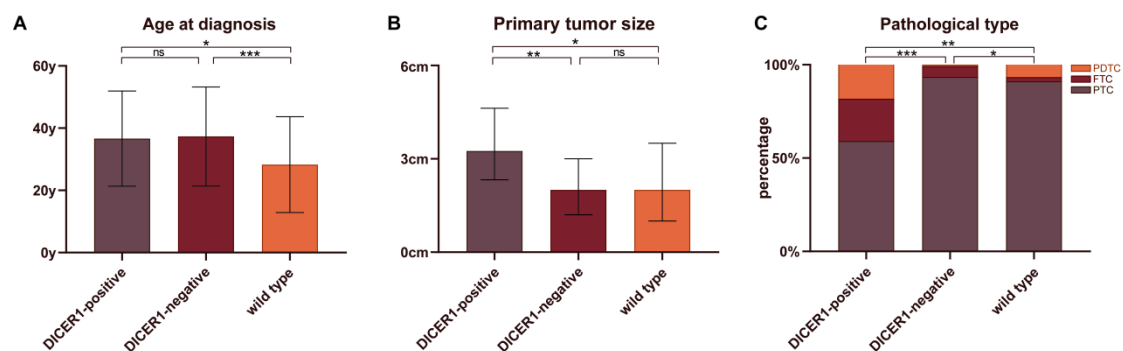 A
Age at diagnosis
*
ns
***
60y
40y
20y
0y
DICER1-positive
DICER1-negative
wild type
B
Primary tumor size
*
**
ns
6cm
3cm
0cm
DICER1-positive
DICER1-negative
wild type
C
Pathological type
**
***
*
percentage
100%
50%
0%
PDTC
FTC
PTC
DICER1-positive
DICER1-negative
wild type